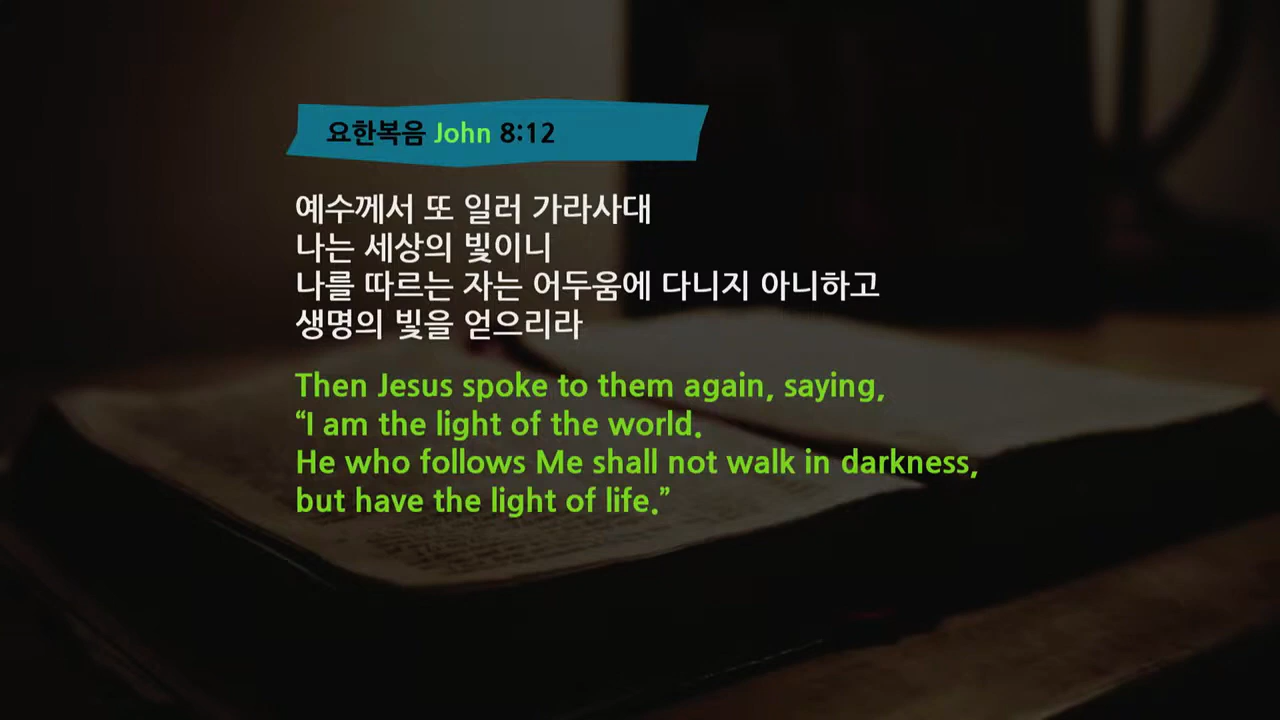 요한복음 John 8:12
예수께서 또 일러 가라사대
나는 세상의 빛이니
나를 따르는 자는 어두움에 다니지 아니하고
생명의 빛을 얻으리라
Then Jesus spoke to them again, saying,
“I am the light of the world.
He who follows Me shall not walk in darkness,
but have the light of life.”